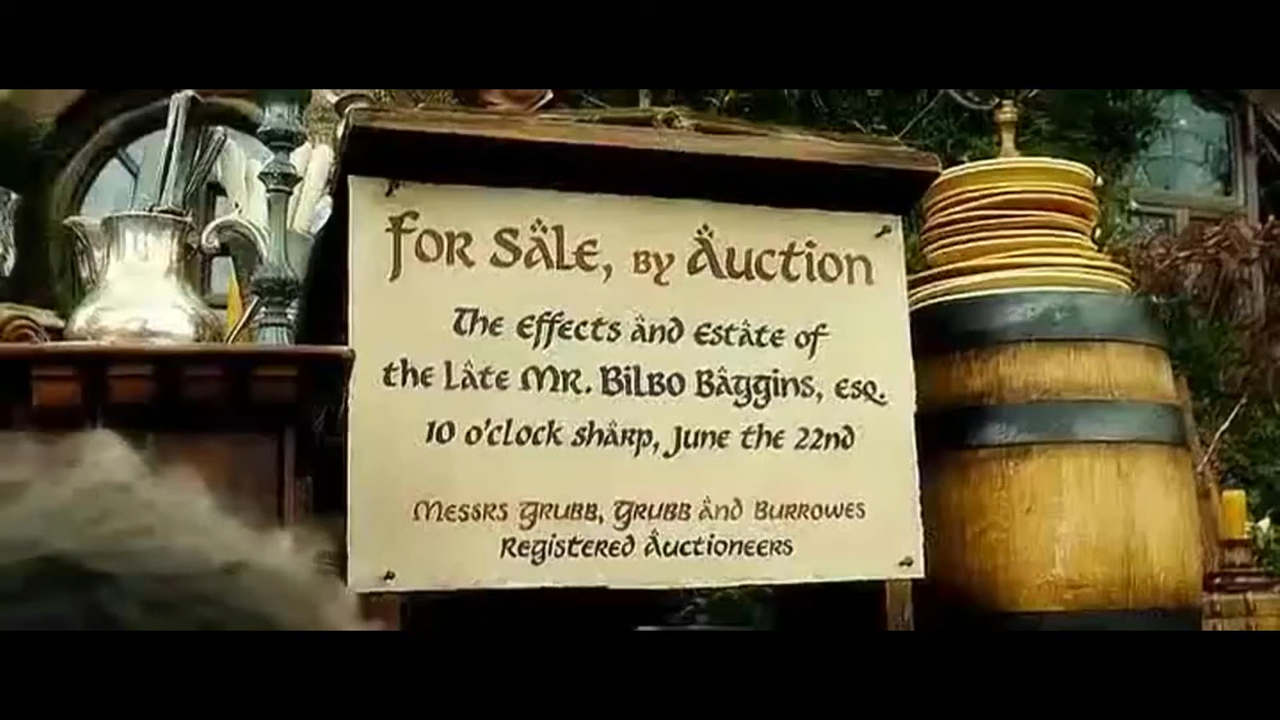 For Sale, by Auction
The Effects and Estate of
the Late Mr. Bilbo Baggins, Esq.
10 o'clock sharp, June the 22nd
Messrs Grubb, Grubb and Burrowes
Registered Auctioneers